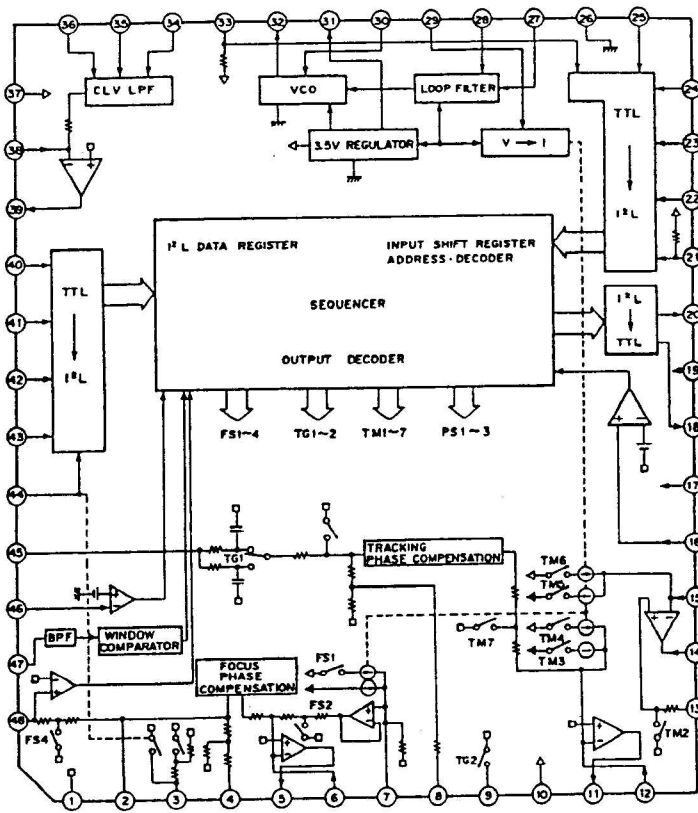 36 35 34 33 32 31 30 29 28 27 26 25
37
CLV LPF
VCO
LOOP FILTER
24
TTL
38
3.5V REGULATOR
V → I
23
39
I²L
22
40
I²L DATA REGISTER
INPUT SHIFT REGISTER
ADDRESS·DECODER
21
TTL
I²L
20
41
SEQUENCER
TTL
I²L
19
42
OUTPUT DECODER
18
43
FS1~4
TG1~2
TM1~7
PS1~3
44
17
16
45
TG1
TRACKING
PHASE COMPENSATION
TM6
TM5
15
46
TM7
TM4
TM3
47
BPF
WINDOW
COMPARATOR
FOCUS
PHASE
COMPENSATION
FS1
14
48
FS4
FS2
13
TM2
TG2
1 2 3 4 5 6 7 8 9 10 11 12